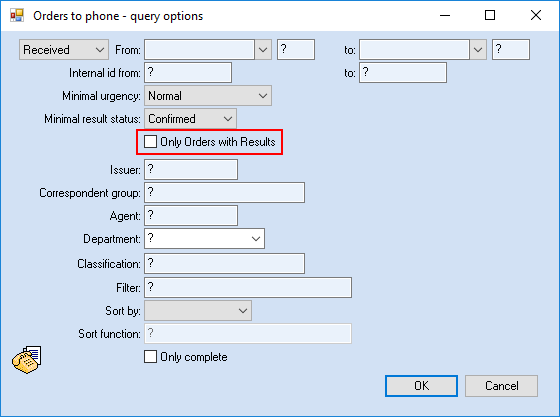 Orders to phone - query options
Received From: ? to: ?
Internal id from: ? to: ?
Minimal urgency: Normal
Minimal result status: Confirmed
Only Orders with Results
Issuer: ?
Correspondent group: ?
Agent: ?
Department: ?
Classification: ?
Filter: ?
Sort by:
Sort function: ?
Only complete
OK Cancel